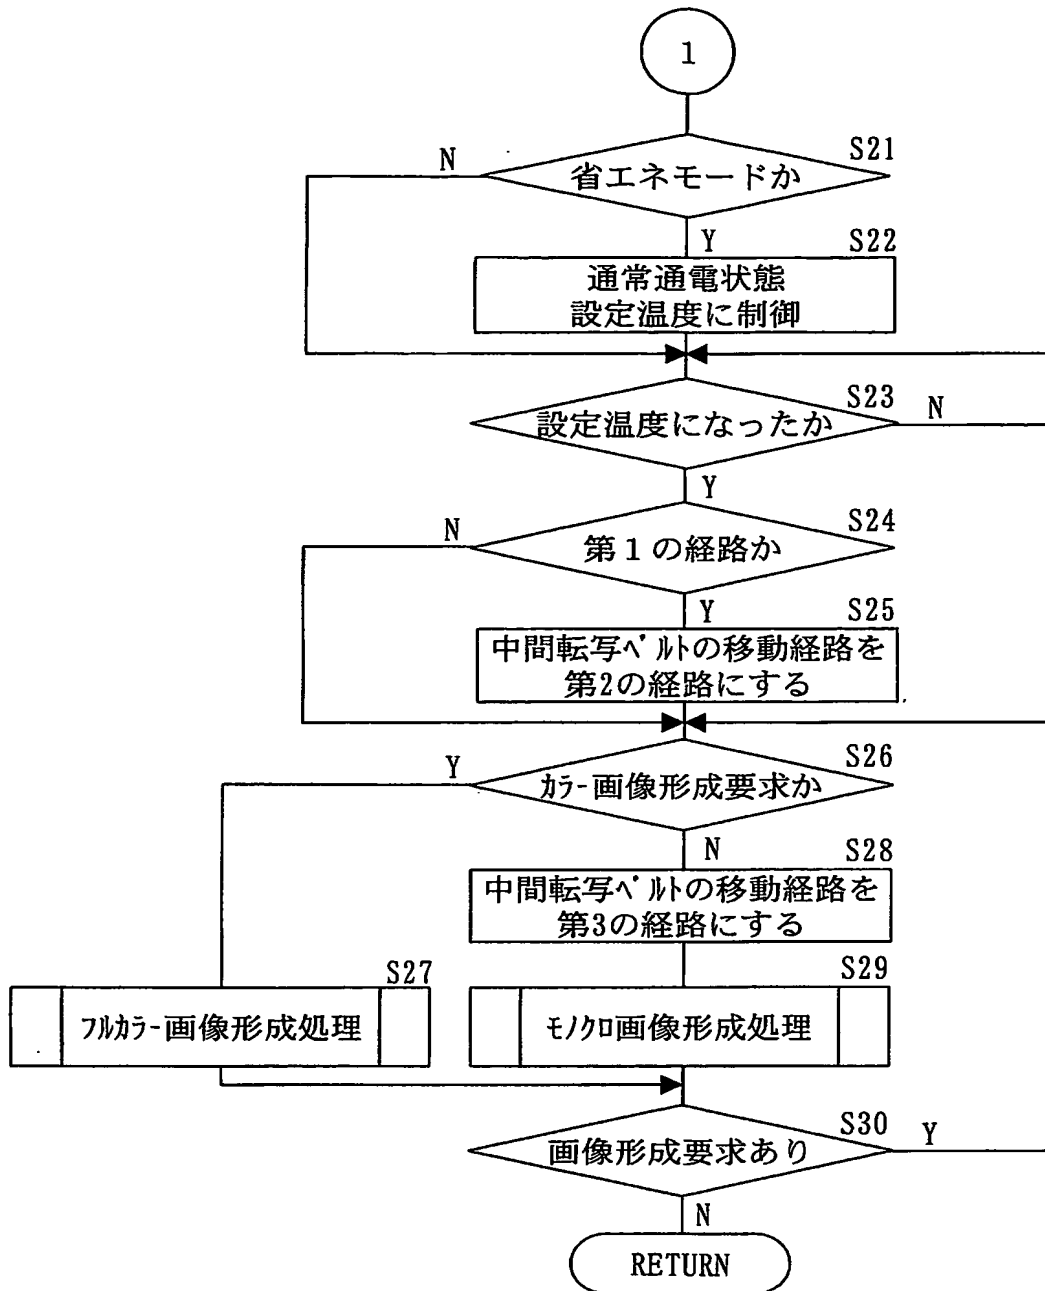 1
S21
N
省エネモードか
Y
S22
通常通電状態
設定温度に制御
S23
設定温度になったか
N
Y
S24
N
第１の経路か
Y
S25
中間転写ﾍﾞﾙﾄの移動経路を
第2の経路にする
S26
Y
ｶﾗｰ画像形成要求か
N
S28
中間転写ﾍﾞﾙﾄの移動経路を
第3の経路にする
S27
S29
ﾌﾙｶﾗｰ画像形成処理
ﾓﾉｸﾛ画像形成処理
S30
画像形成要求あり
Y
N
RETURN